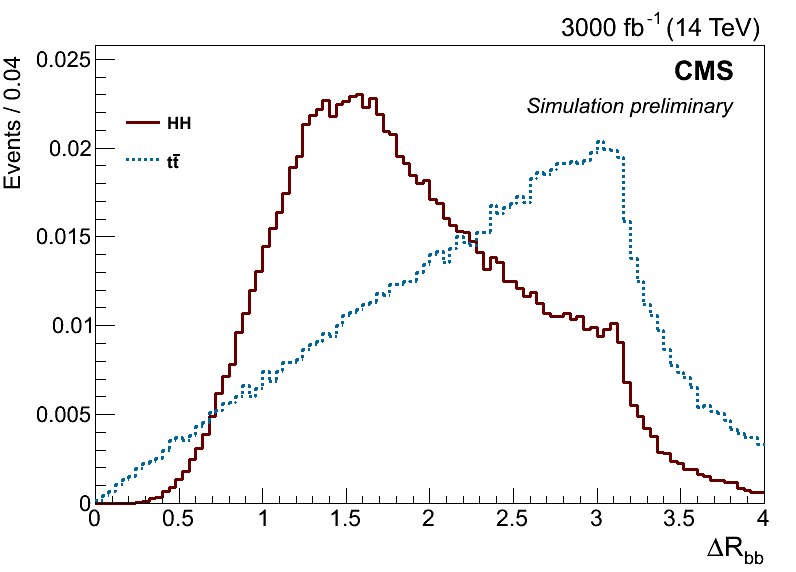 3000 fb⁻¹ (14 TeV)
CMS
Simulation preliminary
HH
tt̄
Events / 0.04
0.025
0.02
0.015
0.01
0.005
0
0 0.5 1 1.5 2 2.5 3 3.5 4
ΔR_bb